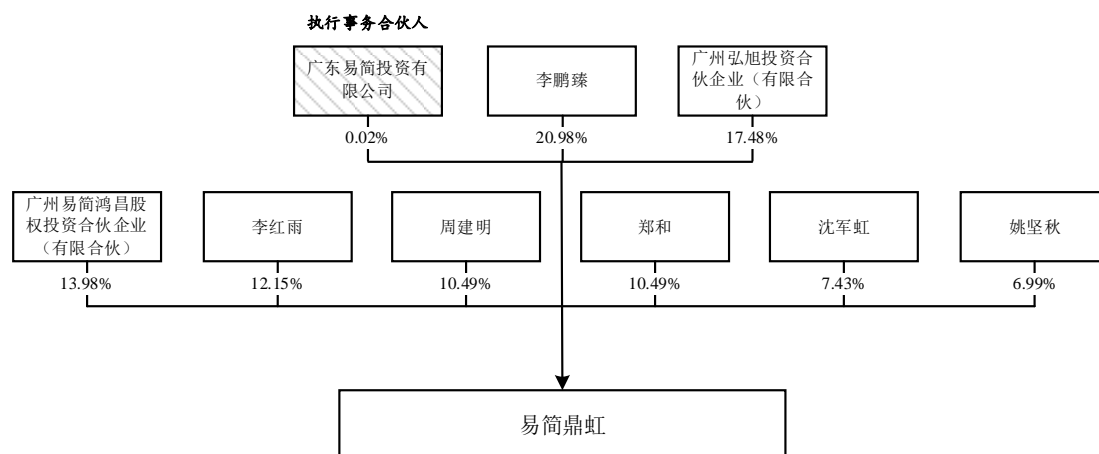 执行事务合伙人
广东易简投资有
限公司
李鹏臻
广州弘旭投资合
伙企业（有限合
伙）
0.02%
20.98%
17.48%
广州易简鸿昌股
权投资合伙企业
（有限合伙）
李红雨
周建明
郑和
沈军虹
姚坚秋
13.98%
12.15%
10.49%
10.49%
7.43%
6.99%
易简鼎虹